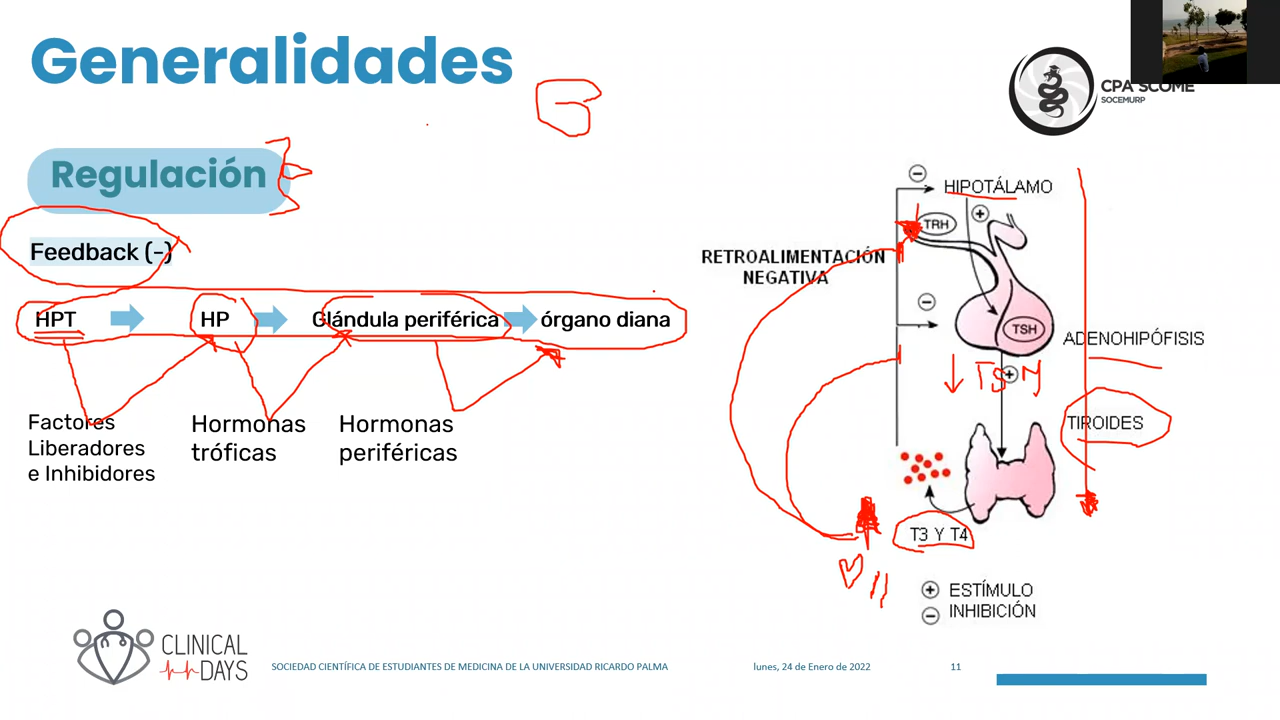 Generalidades
CPA SCOME
SOCEMURP
Regulación
Feedback (-)
HPT
HP
Glándula periférica
órgano diana
Factores
Liberadores
e Inhibidores
Hormonas
tróficas
Hormonas
periféricas
HIPOTÁLAMO
TRH
RETROALIMENTACIÓN
NEGATIVA
TSH
ADENOHIPÓFISIS
↓ TSH
TIROIDES
T3 Y T4
+ ESTÍMULO
- INHIBICIÓN
CLINICAL
DAYS
SOCIEDAD CIENTÍFICA DE ESTUDIANTES DE MEDICINA DE LA UNIVERSIDAD RICARDO PALMA
lunes, 24 de Enero de 2022
11